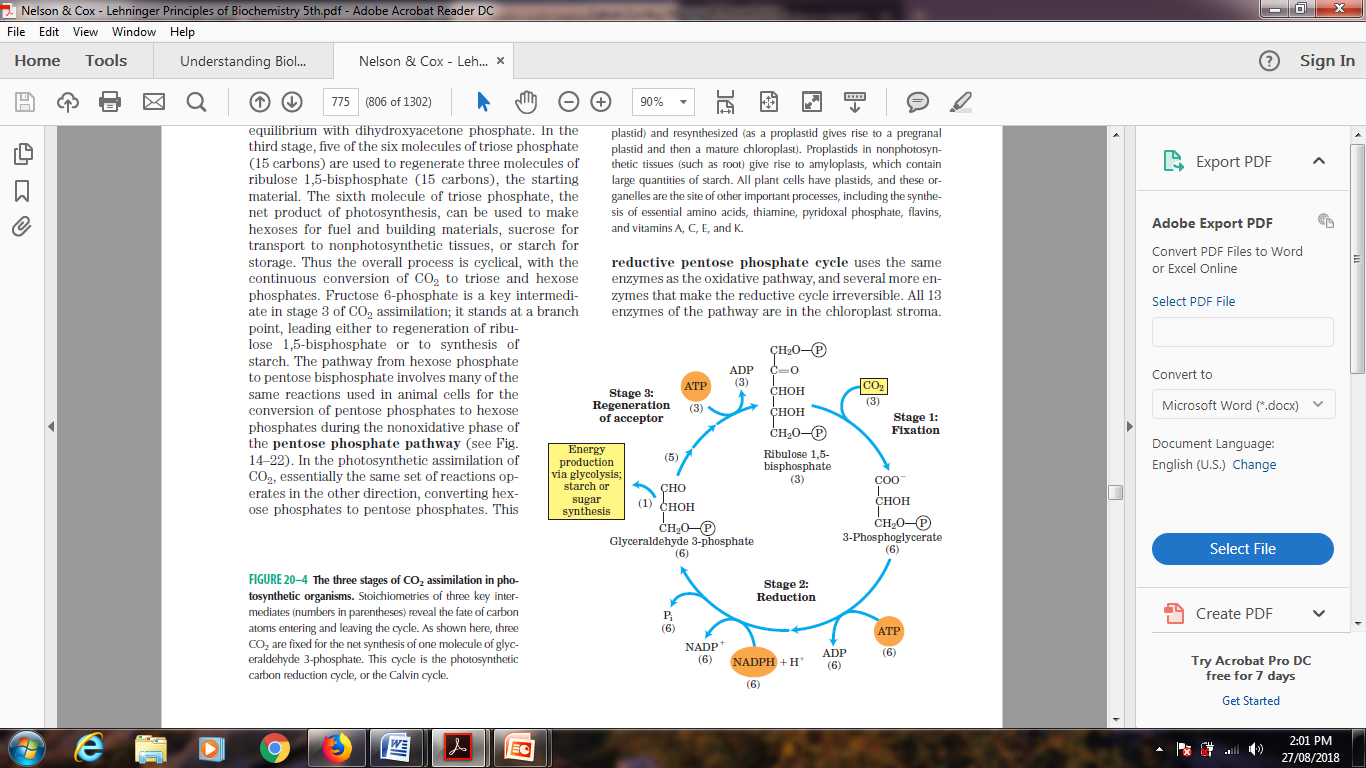 Nelson & Cox - Lehninger Principles of Biochemistry 5th.pdf - Adobe Acrobat Reader DC
File Edit View Window Help
Home Tools Understanding Biol... Nelson & Cox - Leh... × ? Sign In
775 (806 of 1302) 90%
equilibrium with dihydroxyacetone phosphate. In the
third stage, five of the six molecules of triose phosphate
(15 carbons) are used to regenerate three molecules of
ribulose 1,5-bisphosphate (15 carbons), the starting
material. The sixth molecule of triose phosphate, the
net product of photosynthesis, can be used to make
hexoses for fuel and building materials, sucrose for
transport to nonphotosynthetic tissues, or starch for
storage. Thus the overall process is cyclical, with the
continuous conversion of CO₂ to triose and hexose
phosphates. Fructose 6-phosphate is a key intermedi-
ate in stage 3 of CO₂ assimilation; it stands at a branch
point, leading either to regeneration of ribu-
lose 1,5-bisphosphate or to synthesis of
starch. The pathway from hexose phosphate
to pentose bisphosphate involves many of the
same reactions used in animal cells for the
conversion of pentose phosphates to hexose
phosphates during the nonoxidative phase of
the pentose phosphate pathway (see Fig.
14–22). In the photosynthetic assimilation of
CO₂, essentially the same set of reactions op-
erates in the other direction, converting hex-
ose phosphates to pentose phosphates. This
FIGURE 20–4 The three stages of CO₂ assimilation in pho-
tosynthetic organisms. Stoichiometries of three key inter-
mediates (numbers in parentheses) reveal the fate of carbon
atoms entering and leaving the cycle. As shown here, three
CO₂ are fixed for the net synthesis of one molecule of glyc-
eraldehyde 3-phosphate. This cycle is the photosynthetic
carbon reduction cycle, or the Calvin cycle.
plastid) and resynthesized (as a proplastid gives rise to a pregranal
plastid and then a mature chloroplast). Proplastids in nonphotosyn-
thetic tissues (such as root) give rise to amyloplasts, which contain
large quantities of starch. All plant cells have plastids, and these or-
ganelles are the site of other important processes, including the synthe-
sis of essential amino acids, thiamine, pyridoxal phosphate, flavins,
and vitamins A, C, E, and K.
reductive pentose phosphate cycle uses the same
enzymes as the oxidative pathway, and several more en-
zymes that make the reductive cycle irreversible. All 13
enzymes of the pathway are in the chloroplast stroma.
CH₂O—P
C=O
CHOH
CHOH
CH₂O—P
Ribulose 1,5-
bisphosphate
(3)
CO₂
(3)
Stage 1:
Fixation
COO⁻
CHOH
CH₂O—P
3-Phosphoglycerate
(6)
ATP
(6)
ADP
(6)
Stage 2:
Reduction
NADPH + H⁺
(6)
NADP⁺
(6)
Pi
(6)
CHO
CHOH
CH₂O—P
Glyceraldehyde 3-phosphate
(6)
(1)
Energy
production
via glycolysis;
starch or
sugar
synthesis
(5)
Stage 3:
Regeneration
of acceptor
ATP
(3)
ADP
(3)
Export PDF
Adobe Export PDF
Convert PDF Files to Word
or Excel Online
Select PDF File
Convert to
Microsoft Word (*.docx)
Document Language:
English (U.S.) Change
Select File
Create PDF
Try Acrobat Pro DC
free for 7 days
Get Started
2:01 PM
27/08/2018